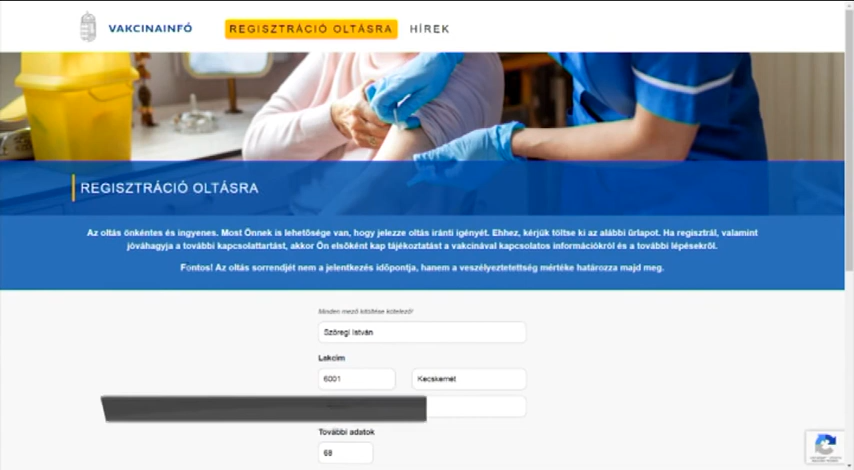 VAKCINAINFÓ
REGISZTRÁCIÓ OLTÁSRA
HÍREK
REGISZTRÁCIÓ OLTÁSRA
Az oltás önkéntes és ingyenes. Most Önnek is lehetősége van, hogy jelezze oltás iránti igényét. Ehhez, kérjük töltse ki az alábbi űrlapot. Ha regisztrál, valamint
jóváhagyja a további kapcsolattartást, akkor Ön elsőként kap tájékoztatást a vakcinával kapcsolatos információkról és a további lépésekről.
Fontos! Az oltás sorrendjét nem a jelentkezés időpontja, hanem a veszélyeztetettség mértéke határozza majd meg.
Minden mező kitöltése kötelező!
Szöregi István
Lakcím
6001
Kecskemét
További adatok
68